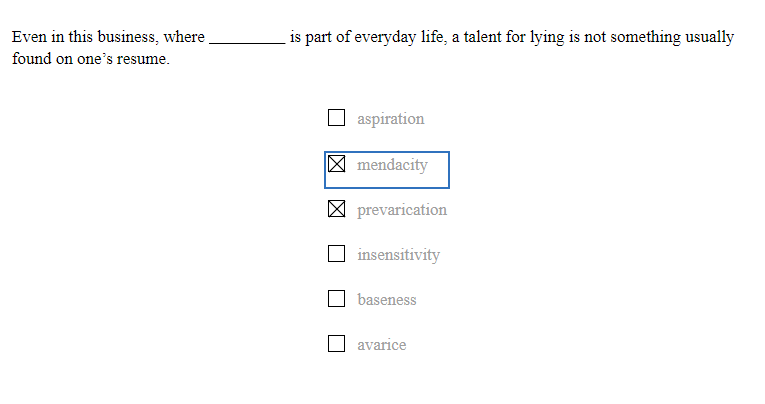 Even in this business, where _________ is part of everyday life, a talent for lying is not something usually
found on one’s resume.
aspiration
mendacity
prevarication
insensitivity
baseness
avarice